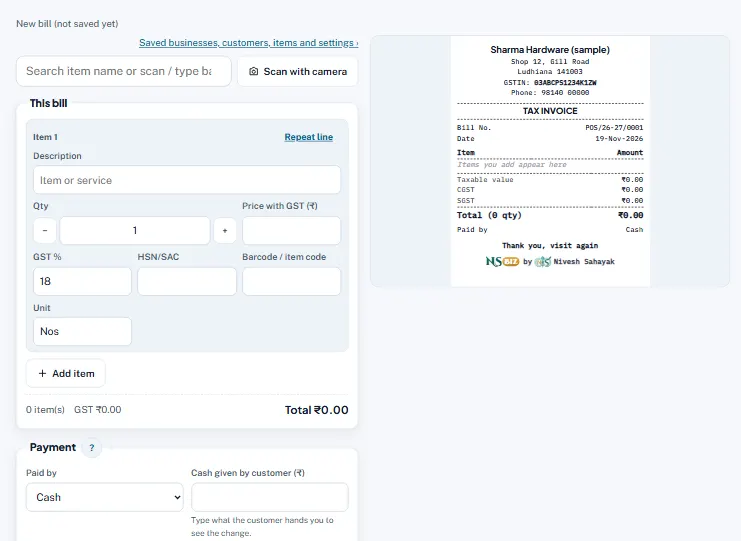 New bill (not saved yet)
Saved businesses, customers, items and settings ›
Search item name or scan / type ba
Scan with camera
This bill
Item 1
Repeat line
Description
Item or service
Qty
Price with GST (₹)
−
1
+
GST %
HSN/SAC
Barcode / item code
18
Unit
Nos
+ Add item
0 item(s) GST ₹0.00
Total ₹0.00
Payment ?
Paid by
Cash given by customer (₹)
Cash
Type what the customer hands you to
see the change.
Sharma Hardware (sample)
Shop 12, Gill Road
Ludhiana 141003
GSTIN: 03ABCPS1234K1ZW
Phone: 98140 00000
TAX INVOICE
Bill No. POS/26-27/0001
Date 19-Nov-2026
Item Amount
Items you add appear here
Taxable value ₹0.00
CGST ₹0.00
SGST ₹0.00
Total (0 qty) ₹0.00
Paid by Cash
Thank you, visit again
NS BIZ by NS Nivesh Sahayak